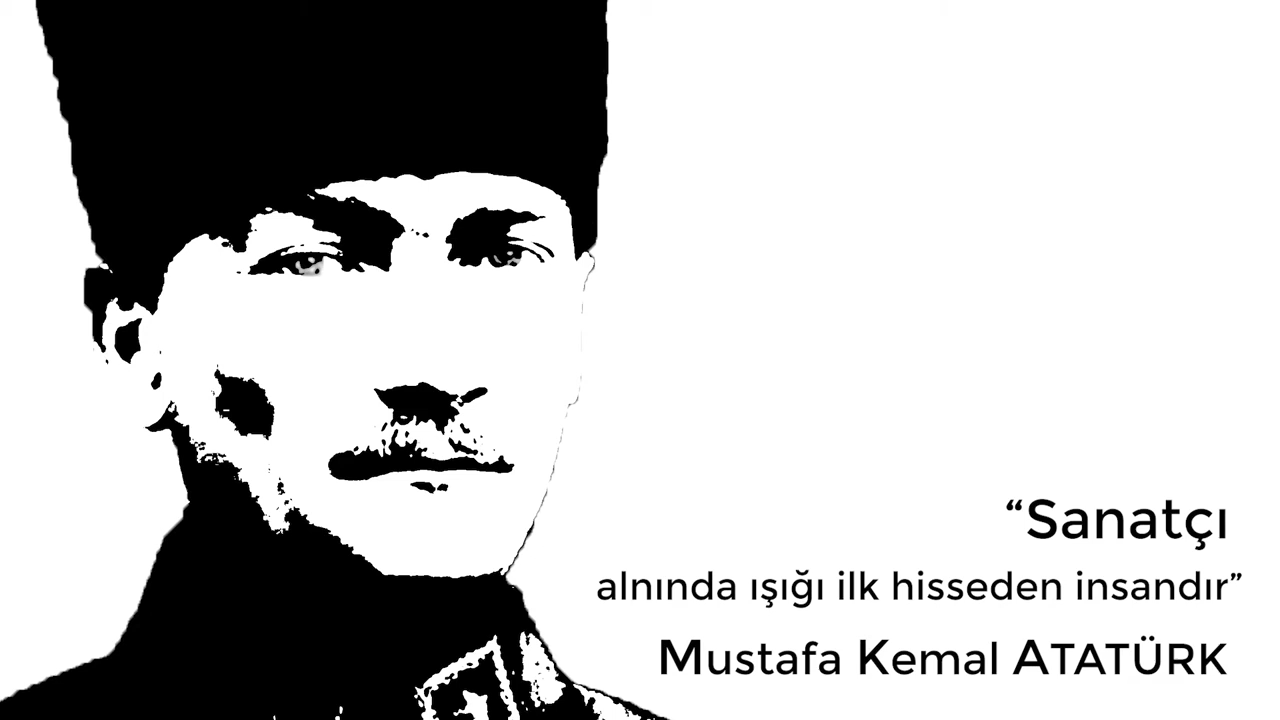 “Sanatçı
alnında ışığı ilk hisseden insandır”
Mustafa Kemal ATATÜRK